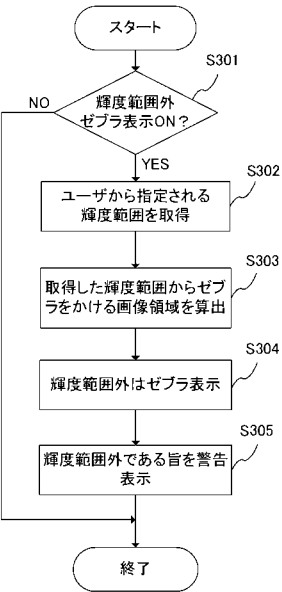 スタート
S301
輝度範囲外
ゼブラ表示ON?
NO
YES
S302
ユーザから指定される
輝度範囲を取得
S303
取得した輝度範囲からゼブ
ラをかける画像領域を算出
S304
輝度範囲外はゼブラ表示
S305
輝度範囲外である旨を警告
表示
終了